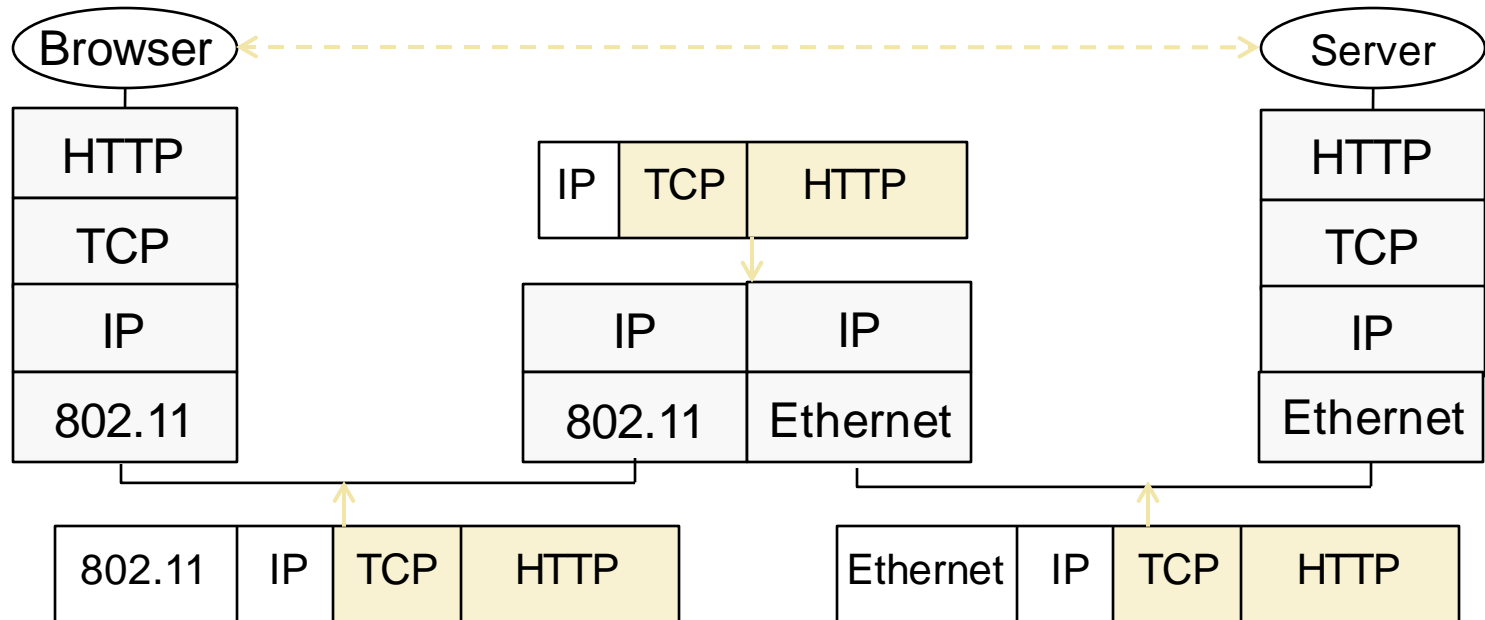 Browser
Server
HTTP
HTTP
IP TCP HTTP
TCP
TCP
IP
IP
IP
IP
802.11
802.11
Ethernet
Ethernet
802.11 IP TCP HTTP
Ethernet IP TCP HTTP